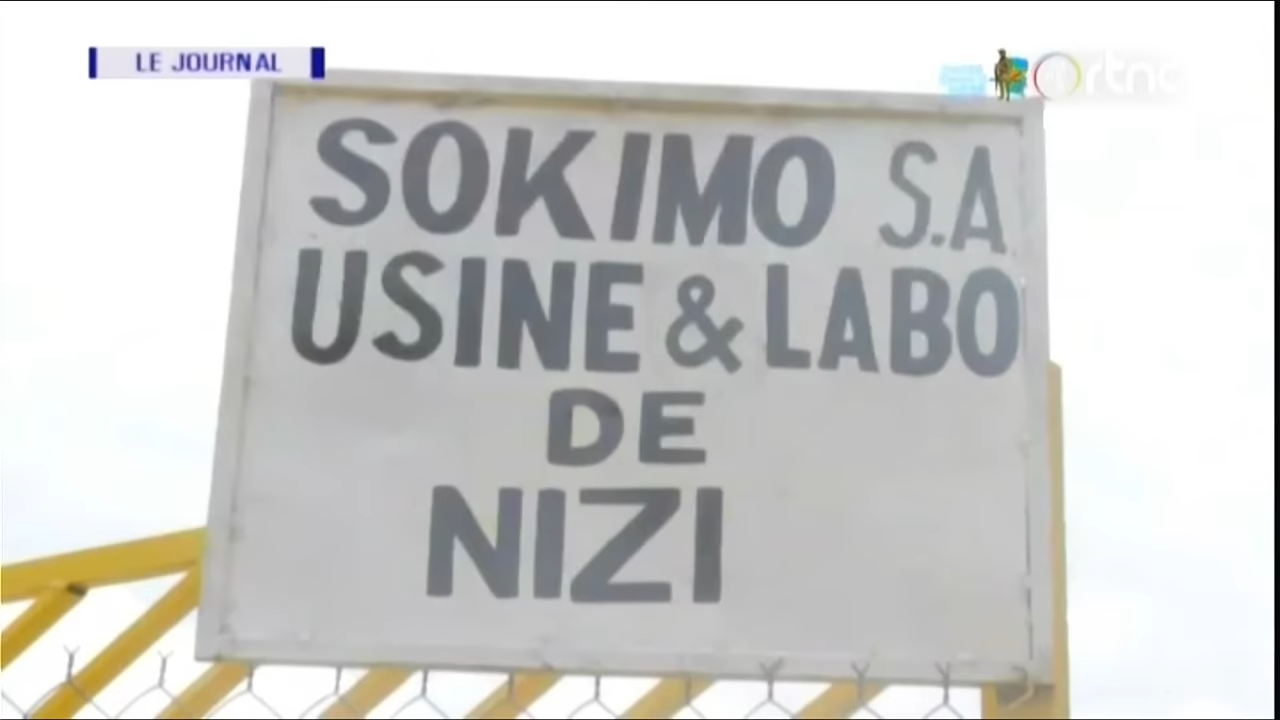 LE JOURNAL
rtnc
SOKIMO S.A
USINE & LABO
DE
NIZI